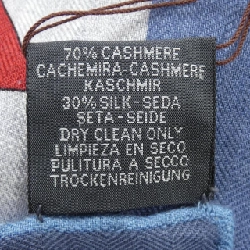 70% CASHMERE
CACHEMIRA-CASHMERE
KASCHMIR
30% SILK-SEDA
SETA-SEIDE
DRY CLEAN ONLY
LIMPIEZA EN SECO
PULITURA A SECCO
TROCKENREINIGUNG